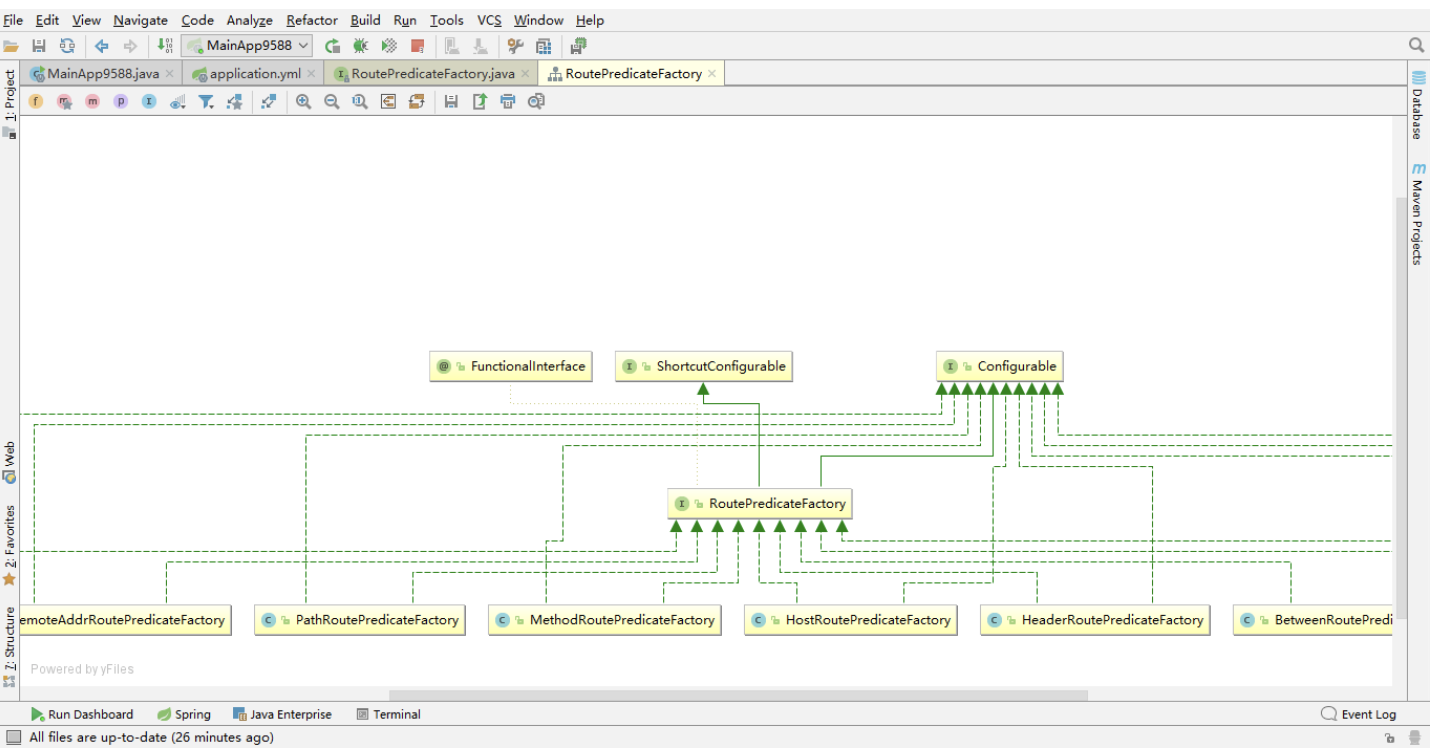 File Edit View Navigate Code Analyze Refactor Build Run Tools VCS Window Help
MainApp9588
MainApp9588.java application.yml RoutePredicateFactory.java RoutePredicateFactory
1: Project
Database
Maven Projects
FunctionalInterface ShortcutConfigurable Configurable
RoutePredicateFactory
emoteAddrRoutePredicateFactory PathRoutePredicateFactory MethodRoutePredicateFactory HostRoutePredicateFactory HeaderRoutePredicateFactory BetweenRoutePredi
Web
2: Favorites
7: Structure
Powered by yFiles
Run Dashboard Spring Java Enterprise Terminal Event Log
All files are up-to-date (26 minutes ago)